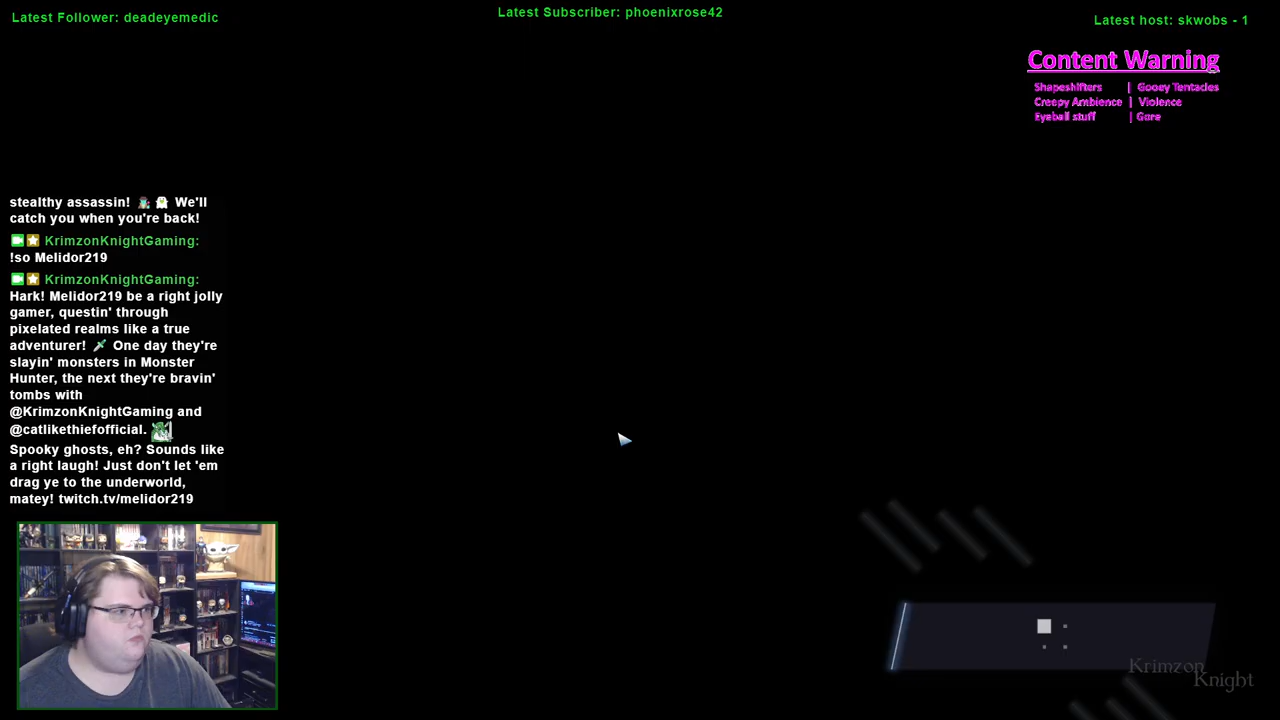 Latest Follower: deadeyemedic
Latest Subscriber: phoenixrose42
Latest host: skwobs - 1
Content Warning
Shapeshifters | Gooey Tentacles
Creepy Ambience | Violence
Eyeball stuff | Gore
stealthy assassin! We'll
catch you when you're back!
KrimzonKnightGaming:
!so Melidor219
KrimzonKnightGaming:
Hark! Melidor219 be a right jolly
gamer, questin' through
pixelated realms like a true
adventurer! One day they're
slayin' monsters in Monster
Hunter, the next they're bravin'
tombs with
@KrimzonKnightGaming and
@catlikethiefofficial.
Spooky ghosts, eh? Sounds like
a right laugh! Just don't let 'em
drag ye to the underworld,
matey! twitch.tv/melidor219
Krimzon
Knight